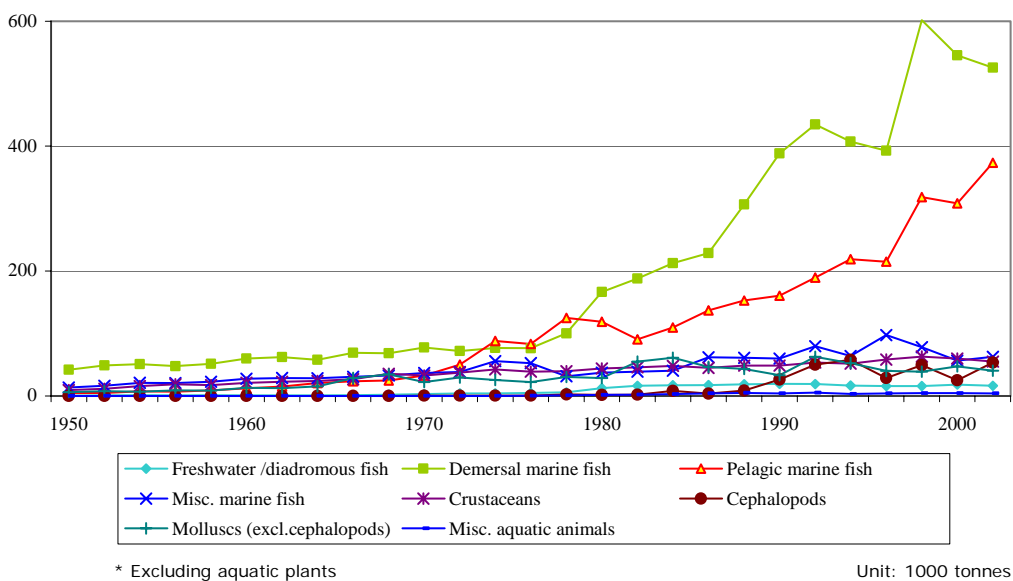 600
400
200
0
1950 1960 1970 1980 1990 2000
Freshwater /diadromous fish Demersal marine fish Pelagic marine fish
Misc. marine fish Crustaceans Cephalopods
Molluscs (excl.cephalopods) Misc. aquatic animals
* Excluding aquatic plants Unit: 1000 tonnes